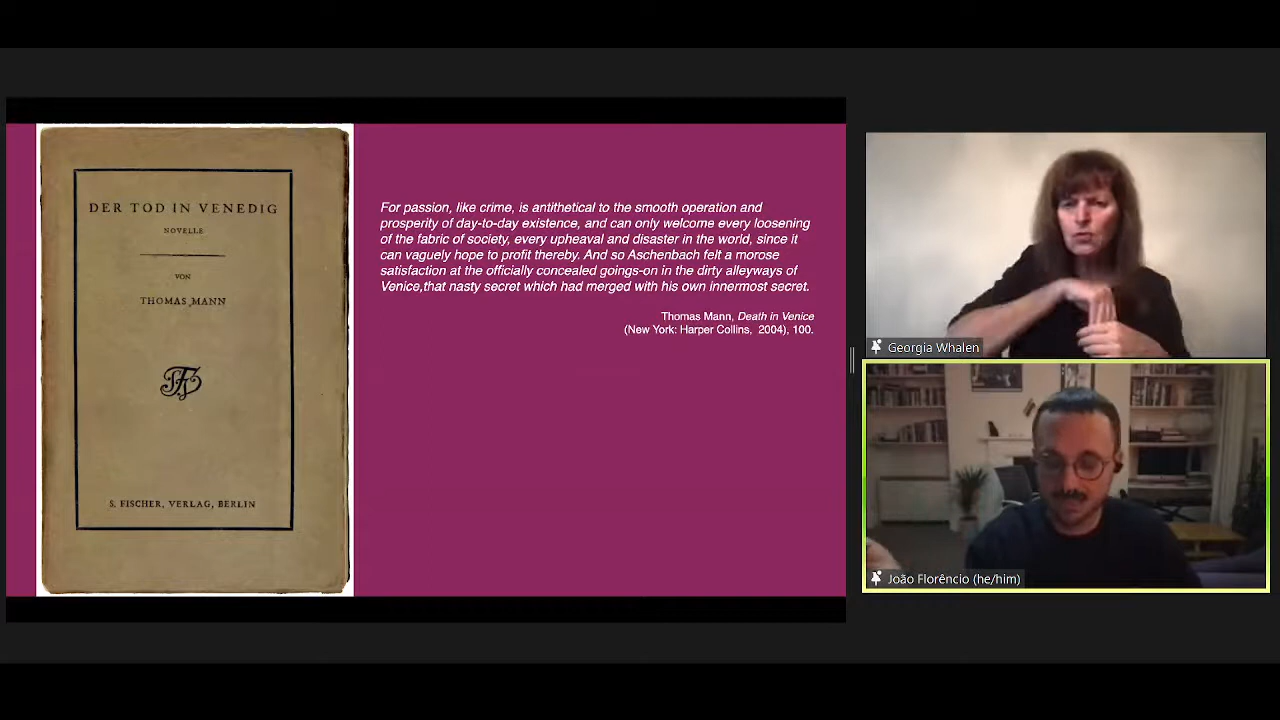 DER TOD IN VENEDIG
NOVELLE
VON
THOMAS MANN
S. FISCHER, VERLAG, BERLIN
For passion, like crime, is antithetical to the smooth operation and
prosperity of day-to-day existence, and can only welcome every loosening
of the fabric of society, every upheaval and disaster in the world, since it
can vaguely hope to profit thereby. And so Aschenbach felt a morose
satisfaction at the officially concealed goings-on in the dirty alleyways of
Venice,that nasty secret which had merged with his own innermost secret.
Thomas Mann, Death in Venice
(New York: Harper Collins, 2004), 100.
Georgia Whalen
João Florêncio (he/him)